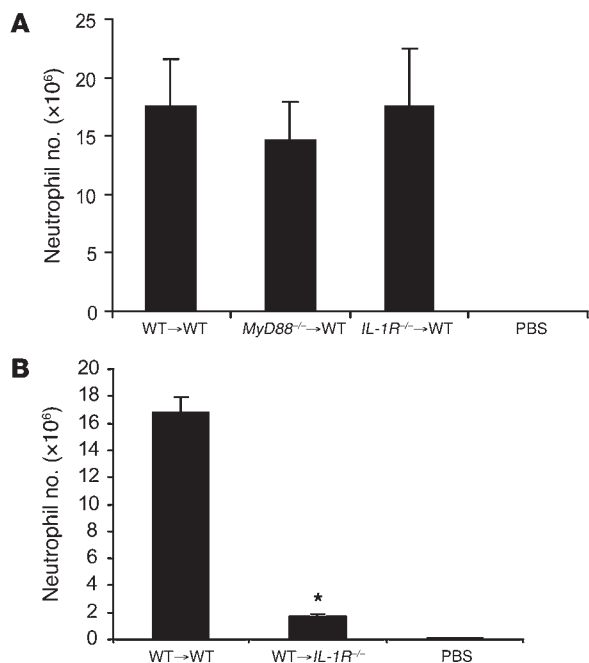 A
Neutrophil no. (×10⁶)
25
20
15
10
5
0
WT→WT
MyD88⁻/⁻→WT
IL-1R⁻/⁻→WT
PBS
B
Neutrophil no. (×10⁶)
20
18
16
14
12
10
8
6
4
2
0
*
WT→WT
WT→IL-1R⁻/⁻
PBS